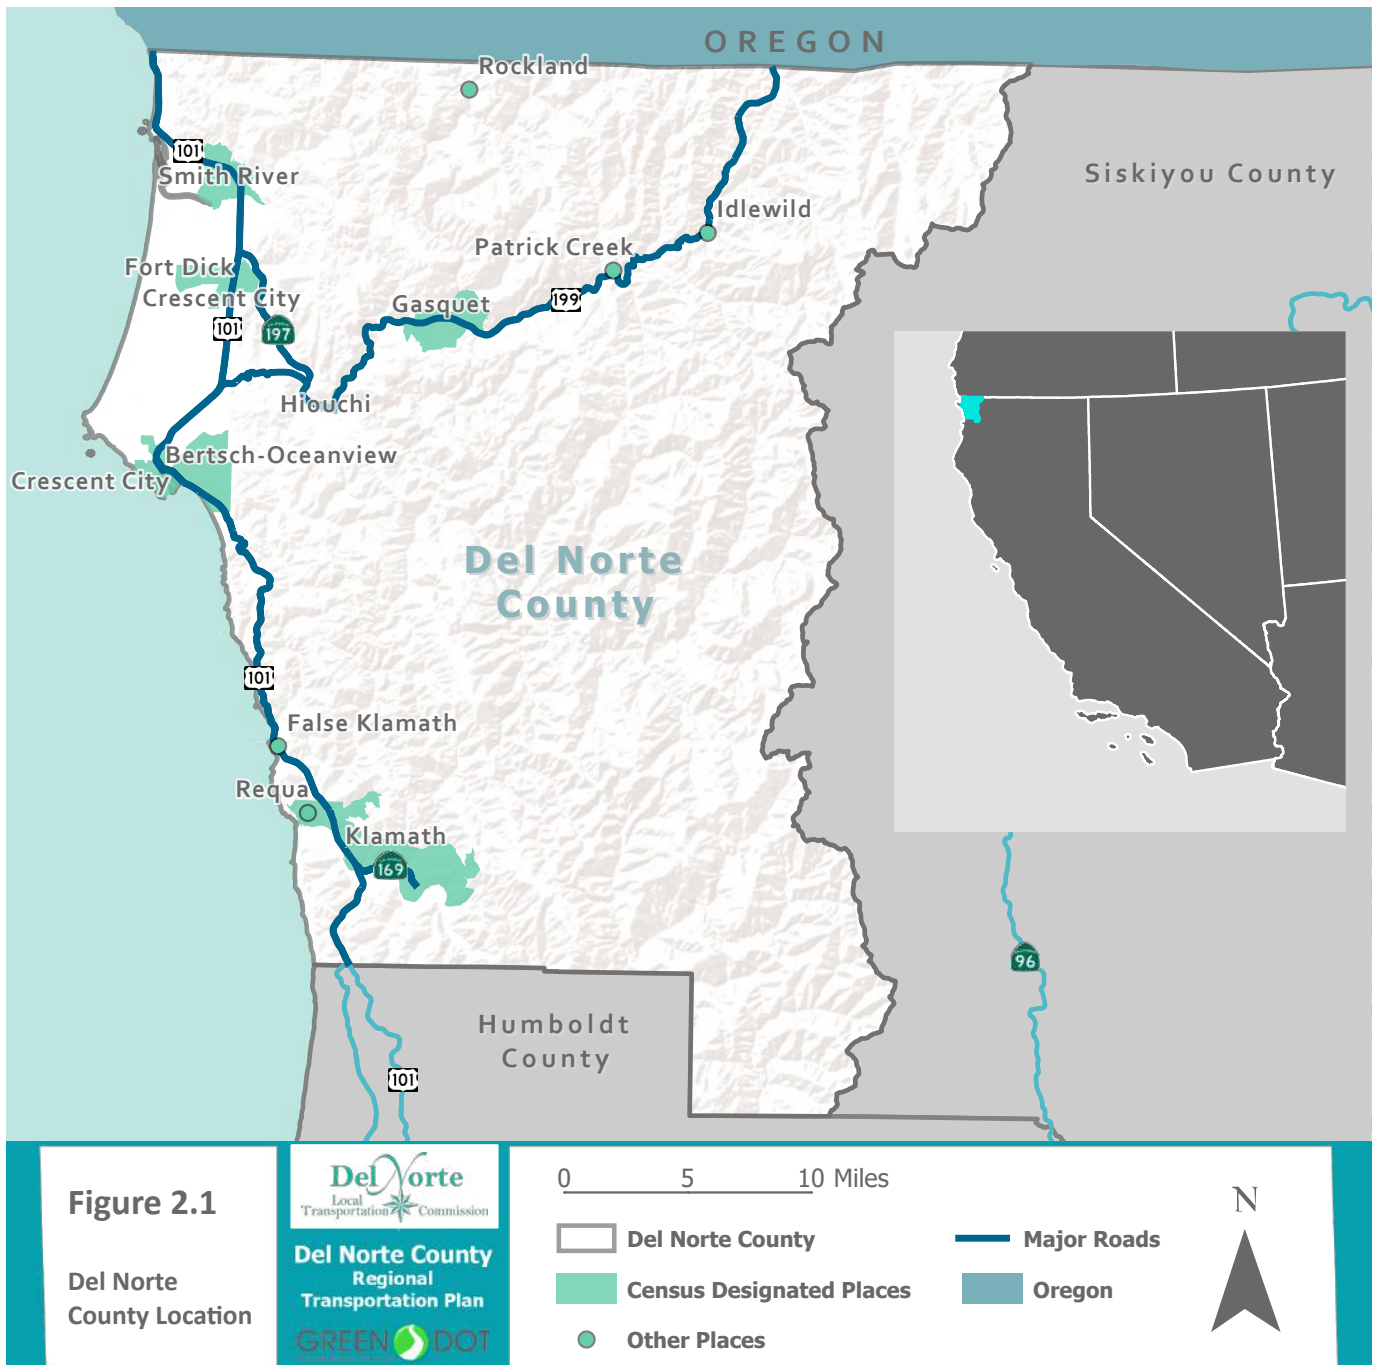 OREGON
Rockland
Siskiyou County
101
Smith River
Idlewild
Patrick Creek
Fort Dick
Crescent City
Gasquet
199
101
197
Hiouchi
Bertsch-Oceanview
Crescent City
Del Norte
County
101
False Klamath
Requa
Klamath
169
96
Humboldt
County
101
Figure 2.1
Del Norte
County Location
Del Norte
Local
Transportation Commission
Del Norte County
Regional
Transportation Plan
GREEN DOT
0 5 10 Miles
Del Norte County
Census Designated Places
Other Places
Major Roads
Oregon
N